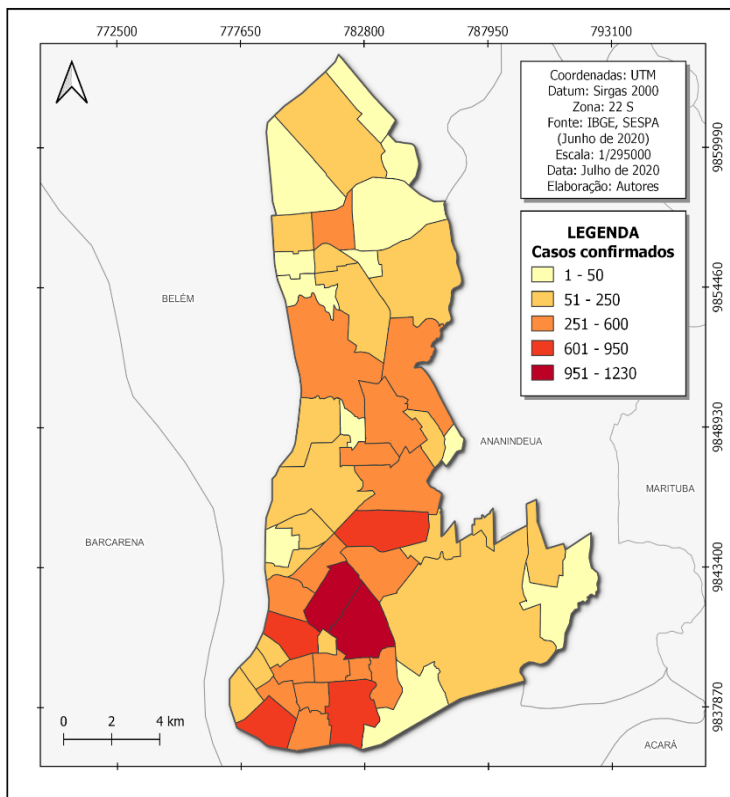 772500 777650 782800 787950 793100
Coordenadas: UTM
Datum: Sirgas 2000
Zona: 22 S
Fonte: IBGE, SESPA
(Junho de 2020)
Escala: 1/295000
Data: Julho de 2020
Elaboração: Autores
9859990
LEGENDA
Casos confirmados
1 - 50
51 - 250
251 - 600
601 - 950
951 - 1230
9854460
BELÉM
9848930
ANANINDEUA
MARITUBA
BARCARENA
9843400
9837870
0 2 4 km
ACARÁ